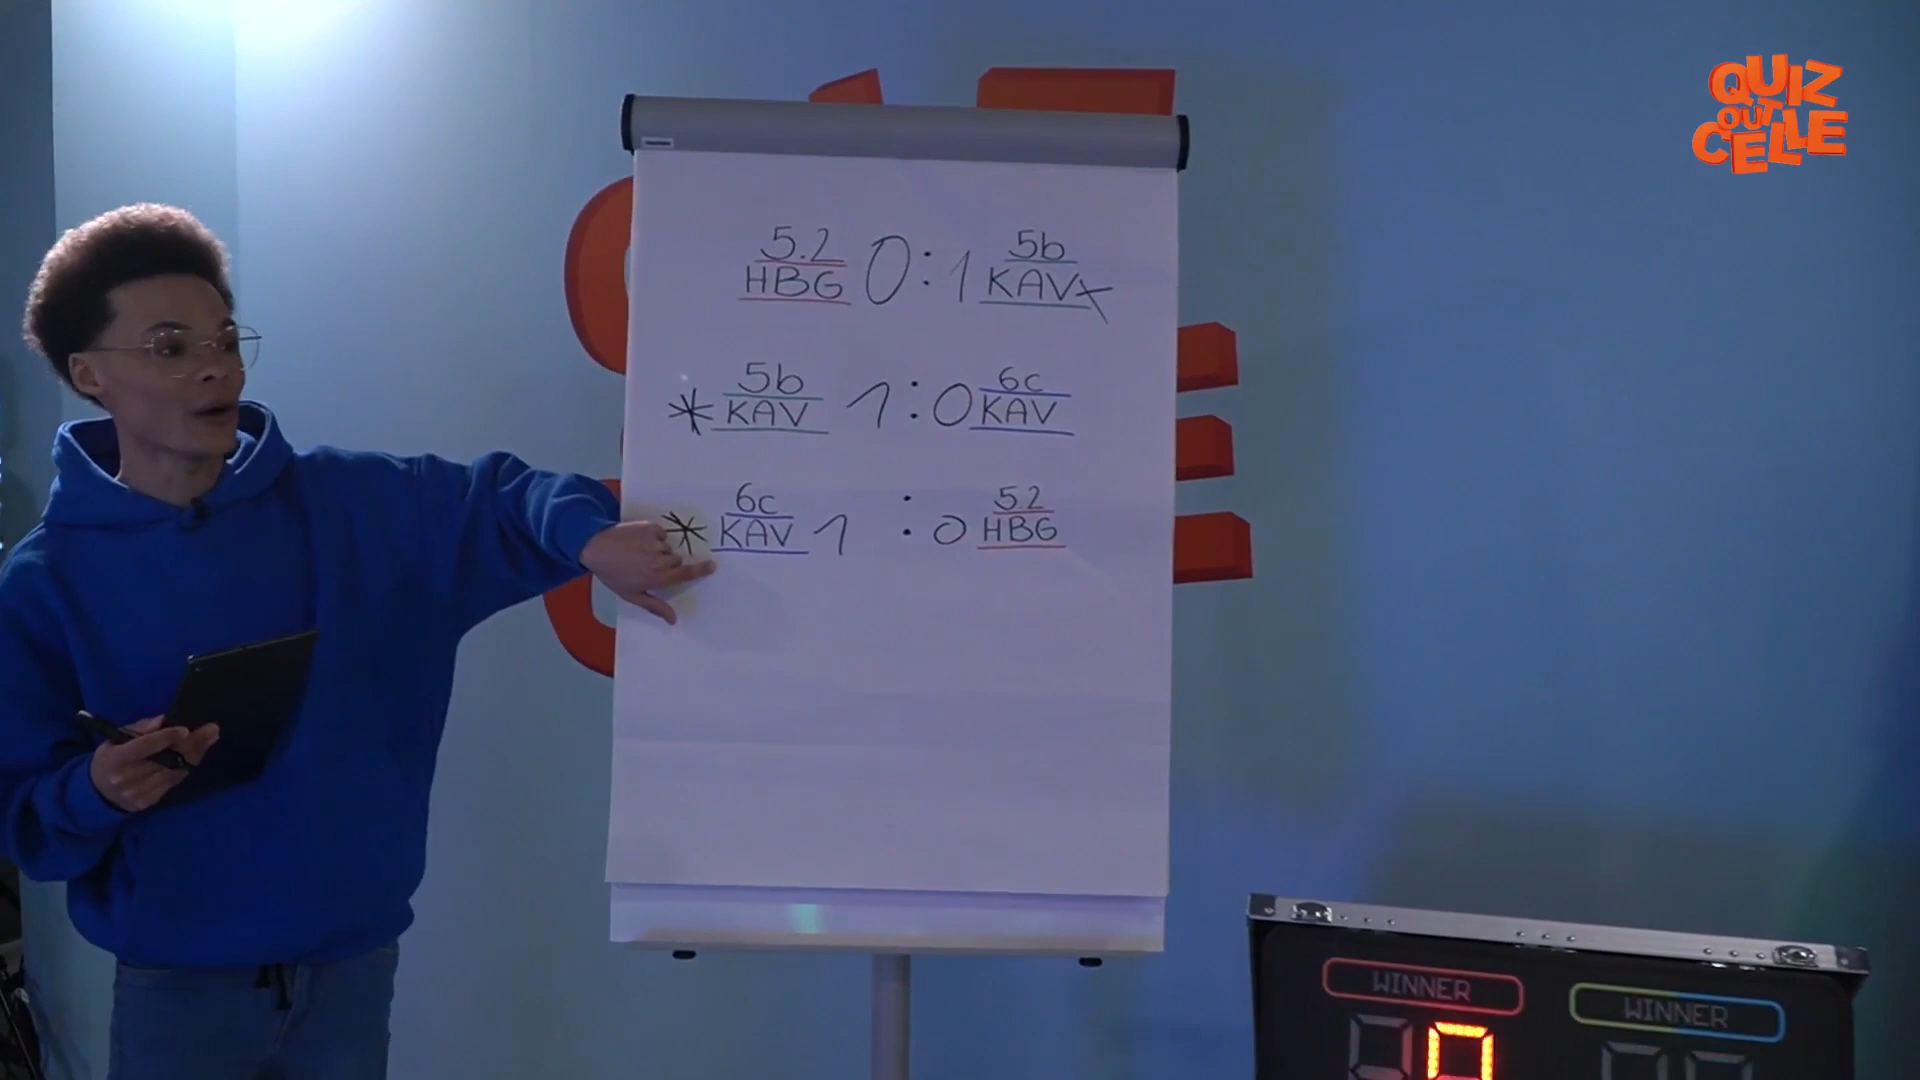 QUIZ
OUT
CELLE
5.2
HBG 0:1 5b
KAV
5b
KAV 1:0 6c
KAV
6c
KAV 1:0 5.2
HBG
WINNER
WINNER